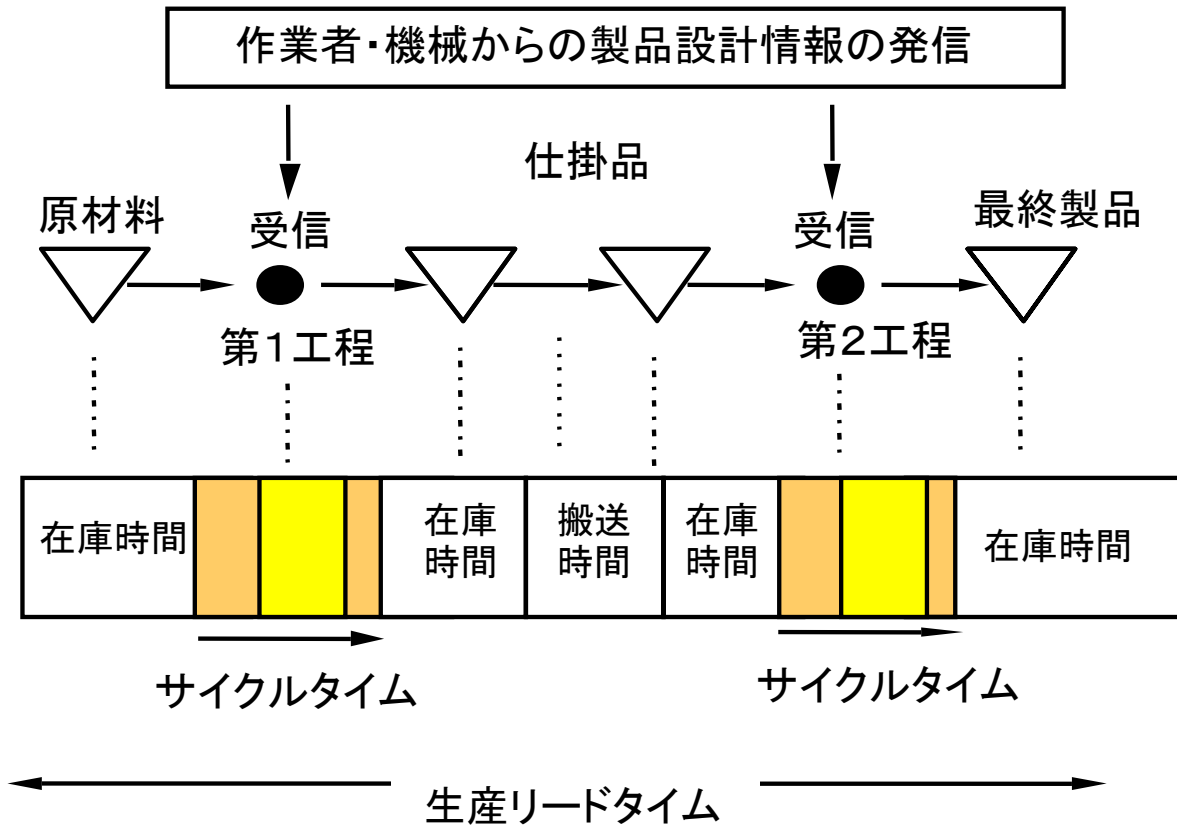 作業者・機械からの製品設計情報の発信
仕掛品
原材料
受信
受信
最終製品
第1工程
第2工程
在庫時間
在庫
時間
搬送
時間
在庫
時間
在庫時間
サイクルタイム
サイクルタイム
生産リードタイム